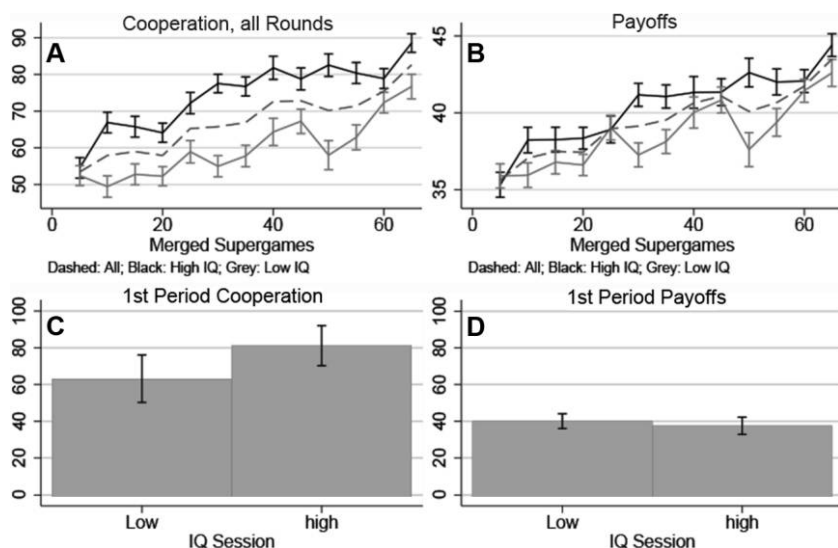 A
Cooperation, all Rounds
90
80
70
60
50
0 20 40 60
Merged Supergames
Dashed: All; Black: High IQ; Grey: Low IQ
B
Payoffs
45
40
35
0 20 40 60
Merged Supergames
Dashed: All; Black: High IQ; Grey: Low IQ
C
1st Period Cooperation
100
80
60
40
20
0
Low high
IQ Session
D
1st Period Payoffs
100
80
60
40
20
0
Low high
IQ Session